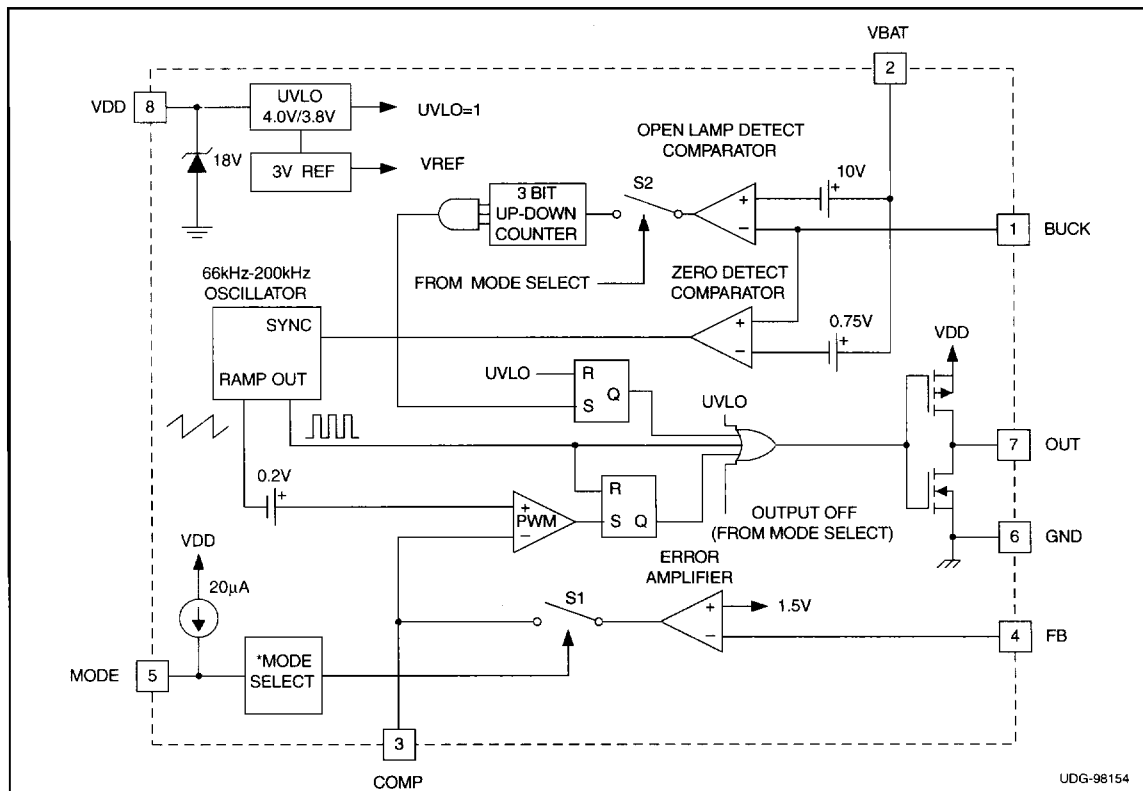 VBAT
2
VDD
8
UVLO
4.0V/3.8V
UVLO=1
18V
3V REF
VREF
OPEN LAMP DETECT
COMPARATOR
10V
+
S2
3 BIT
UP-DOWN
COUNTER
+
–
1
BUCK
FROM MODE SELECT
ZERO DETECT
COMPARATOR
66kHz-200kHz
OSCILLATOR
SYNC
RAMP OUT
+
–
0.75V
+
VDD
UVLO
R
Q
S
UVLO
7
OUT
0.2V
+
+
PWM
–
R
S
Q
OUTPUT OFF
(FROM MODE SELECT)
6
GND
VDD
20µA
ERROR
AMPLIFIER
S1
+
–
1.5V
4
FB
MODE
5
*MODE
SELECT
3
COMP
UDG-98154